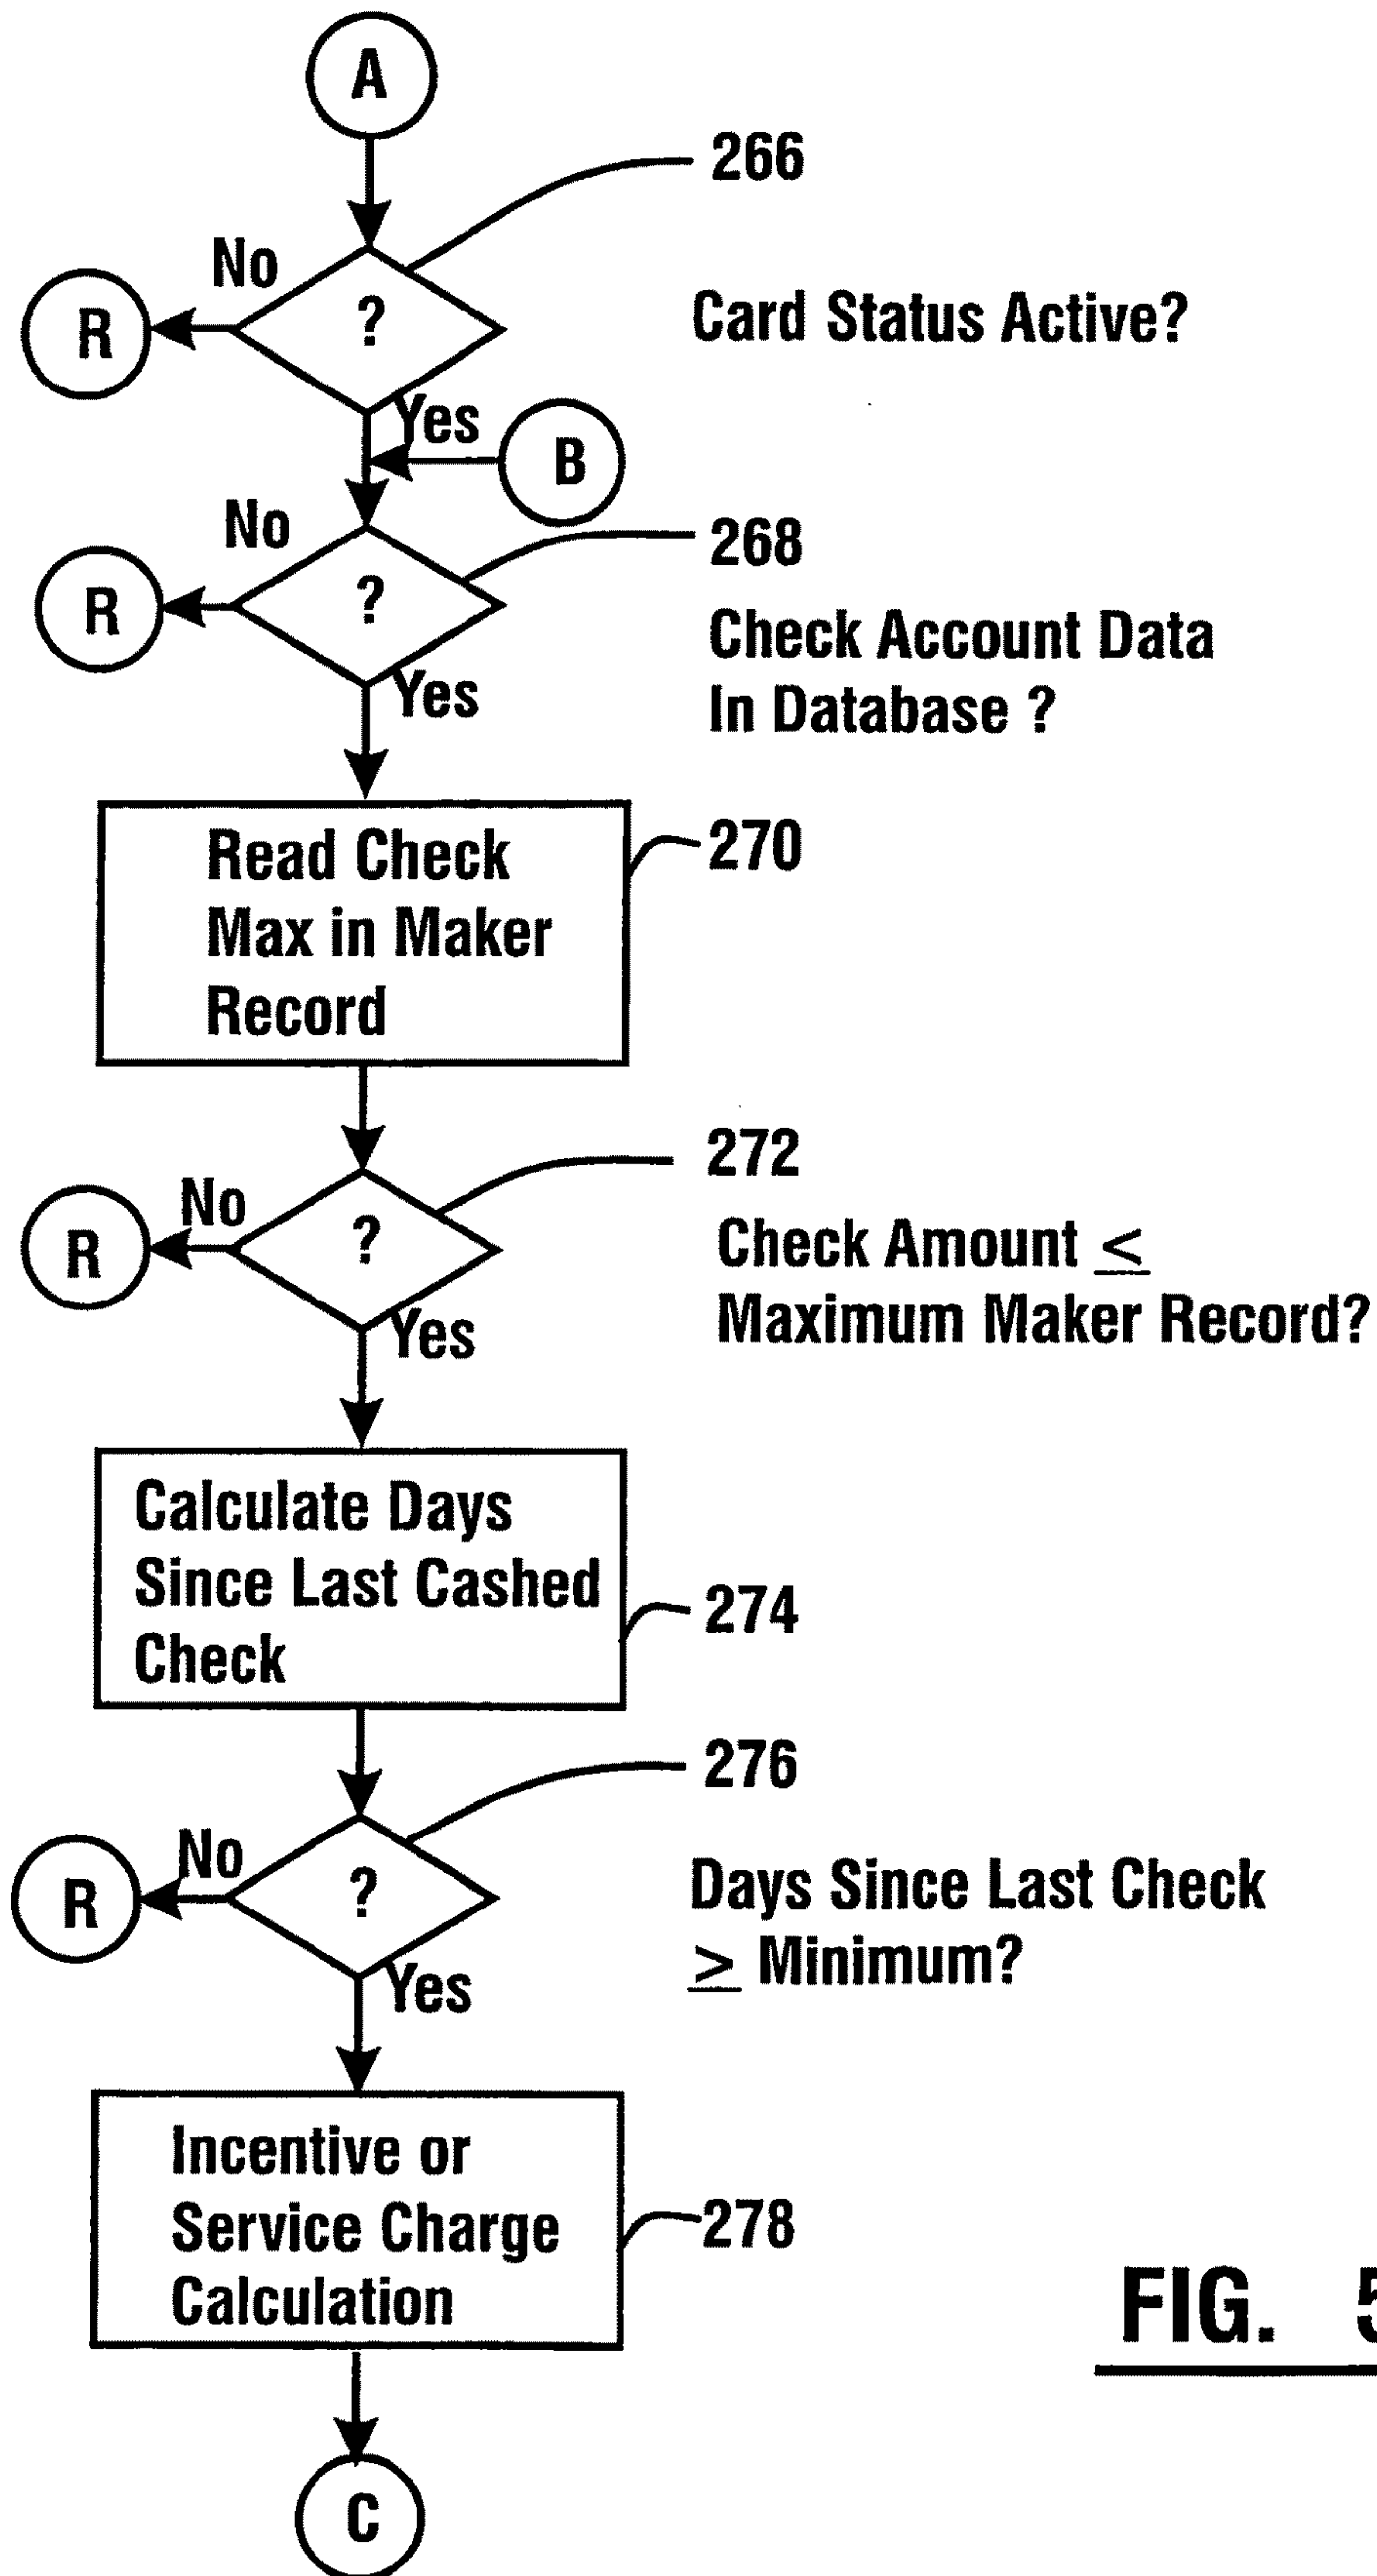 A
266
No
R
?
Card Status Active?
Yes
B
No
268
R
?
Check Account Data
In Database ?
Yes
Read Check
Max in Maker
Record
270
272
No
R
?
Check Amount ≤
Maximum Maker Record?
Yes
Calculate Days
Since Last Cashed
Check
274
276
No
R
?
Days Since Last Check
≥ Minimum?
Yes
Incentive or
Service Charge
Calculation
278
FIG. 5
C